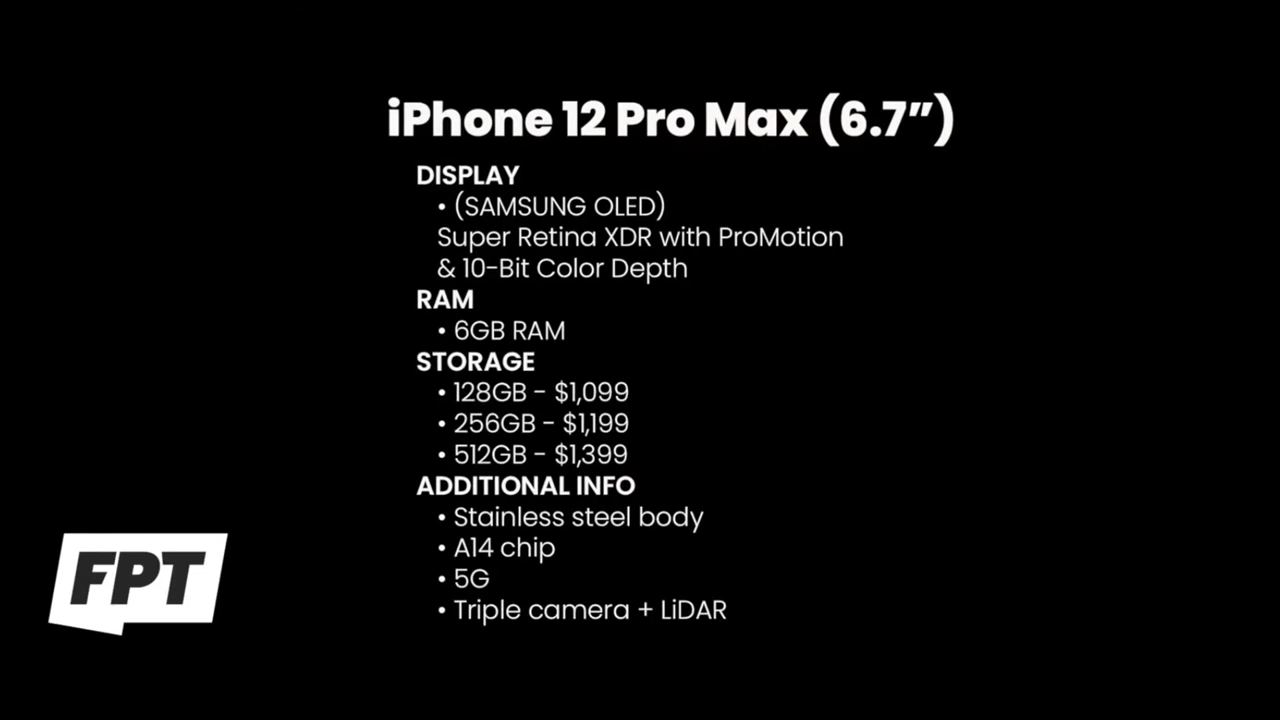 iPhone 12 Pro Max (6.7”)
DISPLAY
• (SAMSUNG OLED)
Super Retina XDR with ProMotion
& 10-Bit Color Depth
RAM
• 6GB RAM
STORAGE
• 128GB - $1,099
• 256GB - $1,199
• 512GB - $1,399
ADDITIONAL INFO
• Stainless steel body
• A14 chip
• 5G
• Triple camera + LiDAR
FPT